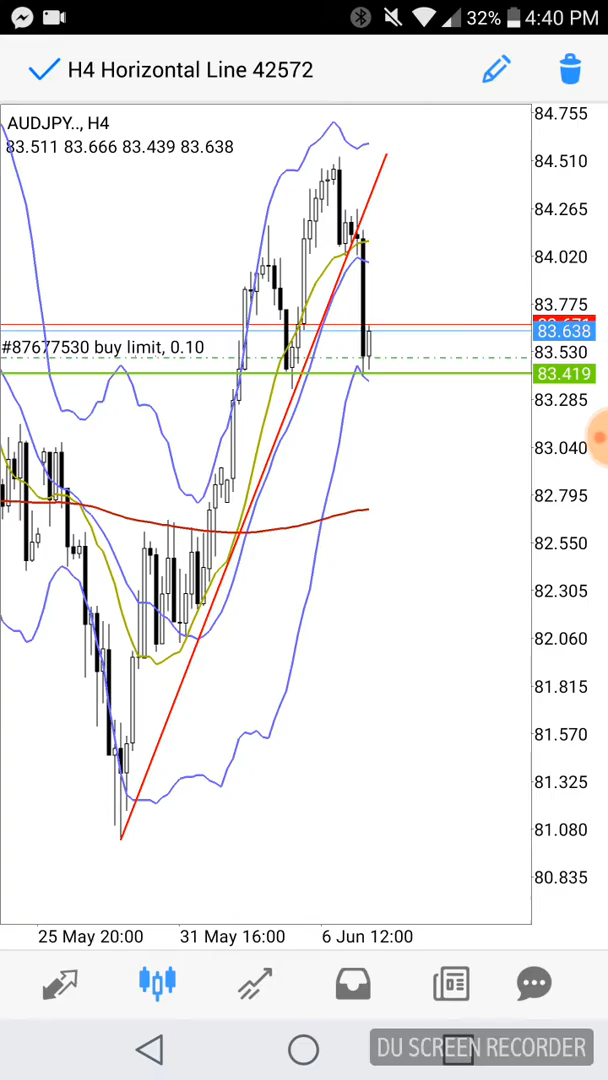 32% 4:40 PM
H4 Horizontal Line 42572
AUDJPY.., H4
83.511 83.666 83.439 83.638
84.755
84.510
84.265
84.020
83.775
83.671
83.638
#87677530 buy limit, 0.10
83.530
83.419
83.285
83.040
82.795
82.550
82.305
82.060
81.815
81.570
81.325
81.080
80.835
25 May 20:00 31 May 16:00 6 Jun 12:00
DU SCREEN RECORDER